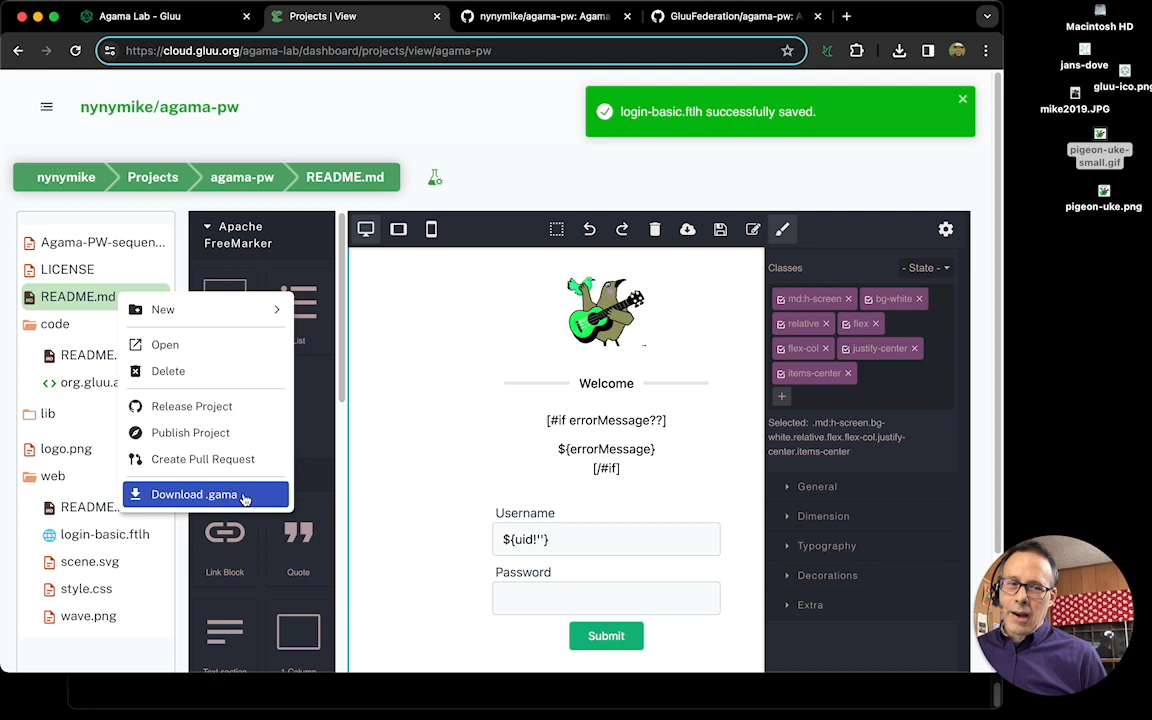 Agama Lab - Gluu
Projects | View
nynymike/agama-pw: Agam
GluuFederation/agama-pw: A
https://cloud.gluu.org/agama-lab/dashboard/projects/view/agama-pw
Macintosh HD
jans-dove
gluu-ico.png
mike2019.JPG
pigeon-uke-
small.gif
pigeon-uke.png
nynymike/agama-pw
login-basic.ftlh successfully saved.
nynymike
Projects
agama-pw
README.md
Agama-PW-sequen...
LICENSE
README.md
code
README.
org.gluu.a
lib
logo.png
web
README.
login-basic.ftlh
scene.svg
style.css
wave.png
New
Open
Delete
Release Project
Publish Project
Create Pull Request
Download .gama
Apache
FreeMarker
List
Link Block
Quote
Text section
1 Column
Welcome
[#if errorMessage??]
${errorMessage}
[/#if]
Username
${uid!''}
Password
Submit
Classes
- State -
md:h-screen
bg-white
relative
flex
flex-col
justify-center
items-center
+
Selected: .md:h-screen.bg-
white.relative.flex.flex-col.justify-
center.items-center
General
Dimension
Typography
Decorations
Extra